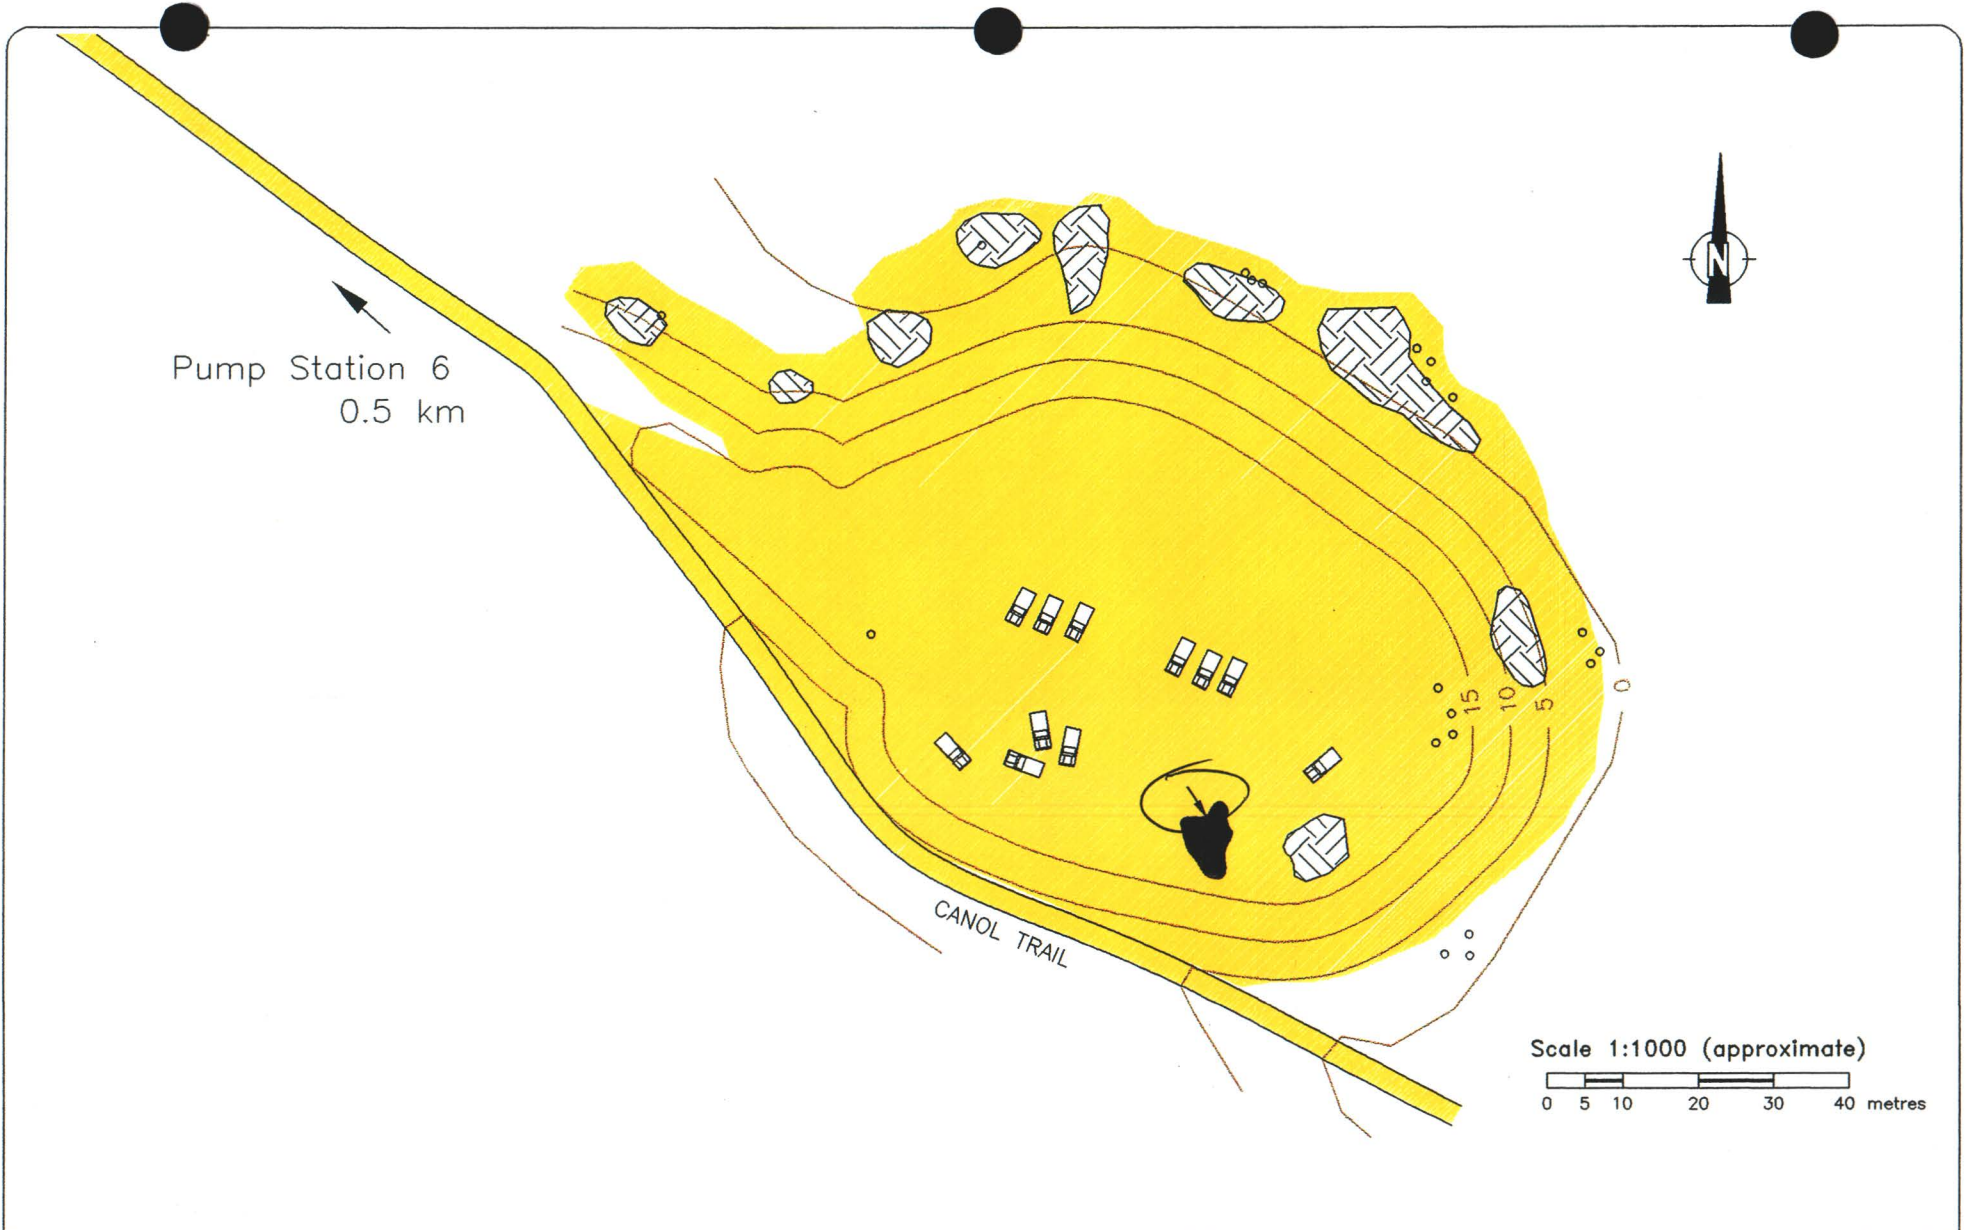 N
Pump Station 6
0.5 km
15
10
5
0
CANOL TRAIL
Scale 1:1000 (approximate)
0 5 10 20 30 40 metres